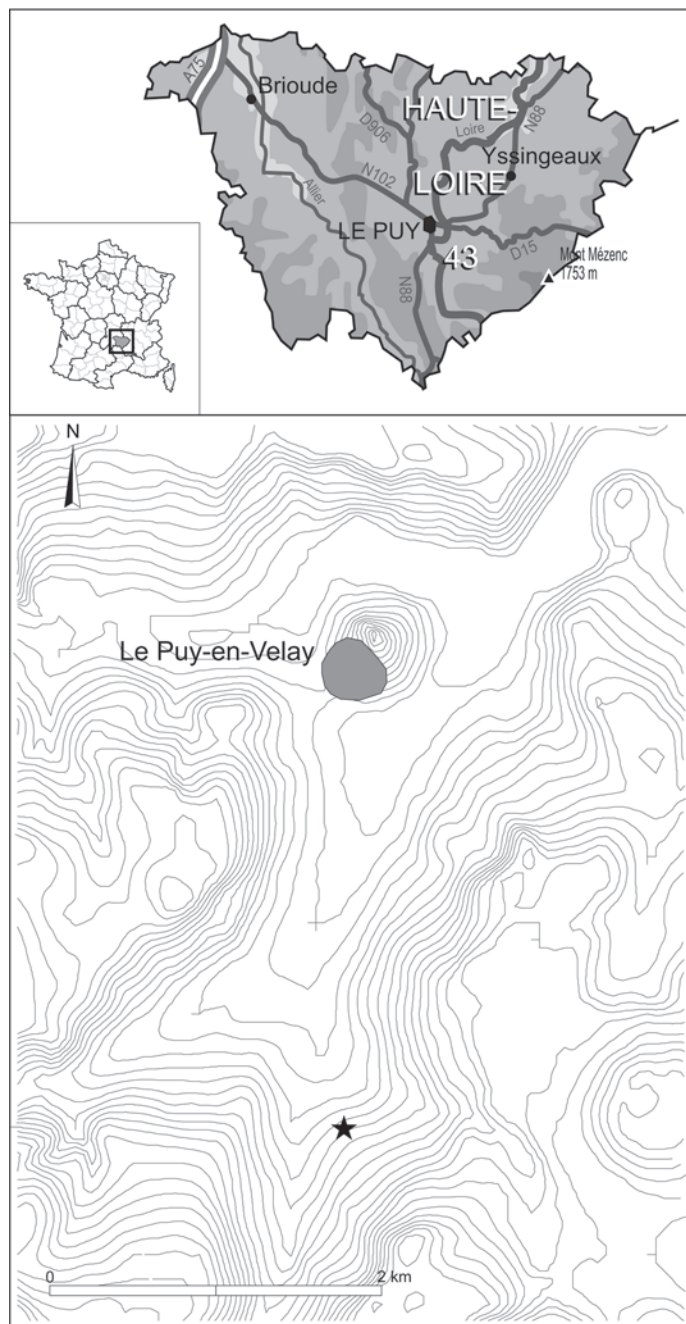 A75
Brioude
D906
HAUTE-
Loire
N88
Yssingeaux
N102
LOIRE
Allier
LE PUY
43
D15
Mont Mézenc
1753 m
N88
N
Le Puy-en-Velay
0
2 km